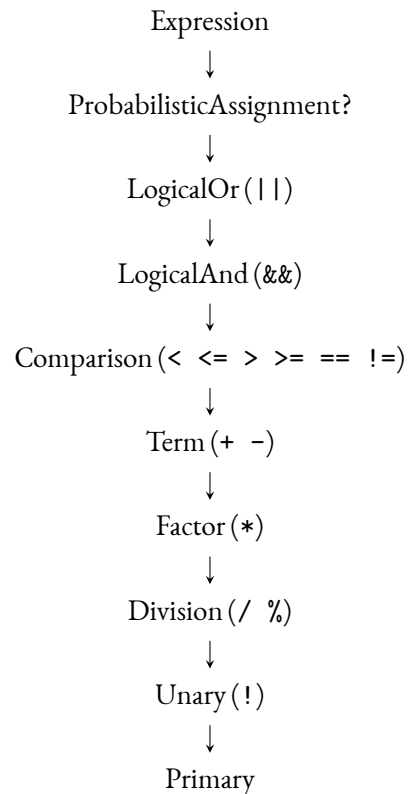 Expression
↓
ProbabilisticAssignment?
↓
LogicalOr (||)
↓
LogicalAnd (&&)
↓
Comparison (< <= > >= == !=)
↓
Term (+ -)
↓
Factor (*)
↓
Division (/ %)
↓
Unary (!)
↓
Primary